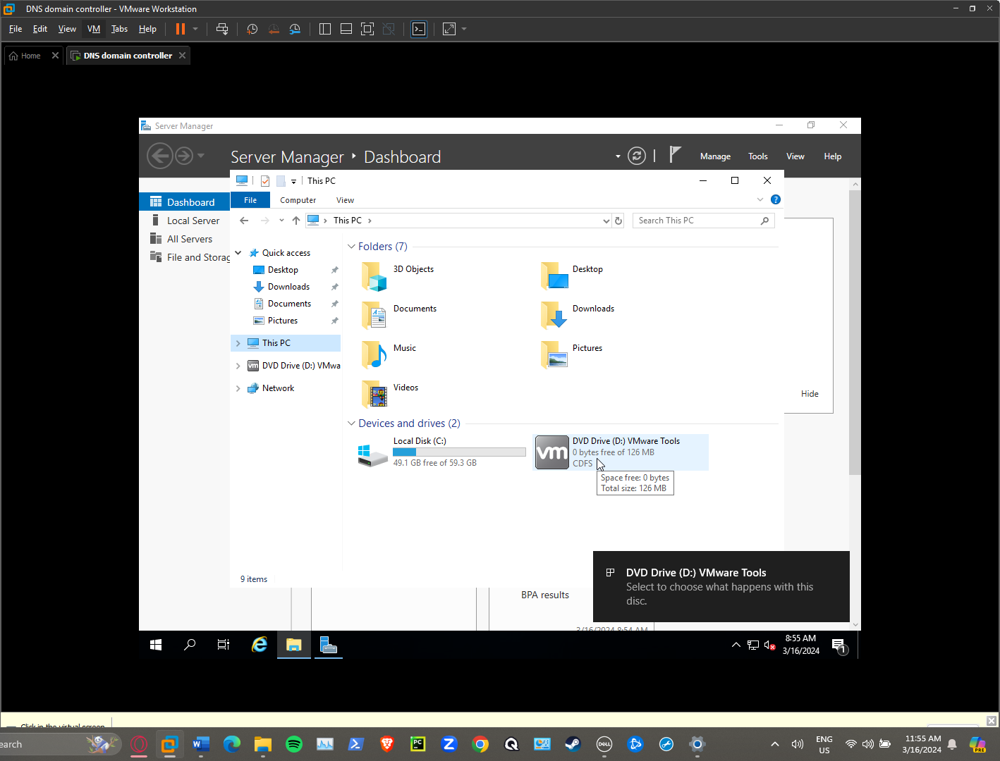 DNS domain controller - VMware Workstation
File Edit View VM Tabs Help
Home
DNS domain controller
Server Manager
Server Manager Dashboard
Manage Tools View Help
This PC
File Computer View
This PC
Search This PC
Dashboard
Local Server
All Servers
File and Storag
Quick access
Desktop
Downloads
Documents
Pictures
This PC
DVD Drive (D:) VMwa
Network
Folders (7)
3D Objects
Desktop
Documents
Downloads
Music
Pictures
Videos
Devices and drives (2)
Local Disk (C:)
49.1 GB free of 59.3 GB
vm
DVD Drive (D:) VMware Tools
0 bytes free of 126 MB
CDFS
Space free: 0 bytes
Total size: 126 MB
Hide
9 items
BPA results
3/16/2024 8:54 AM
DVD Drive (D:) VMware Tools
Select to choose what happens with this
disc.
8:55 AM
3/16/2024
1
Click in the virtual screen
earch
PC
DELL
ENG
US
11:55 AM
3/16/2024
PRE